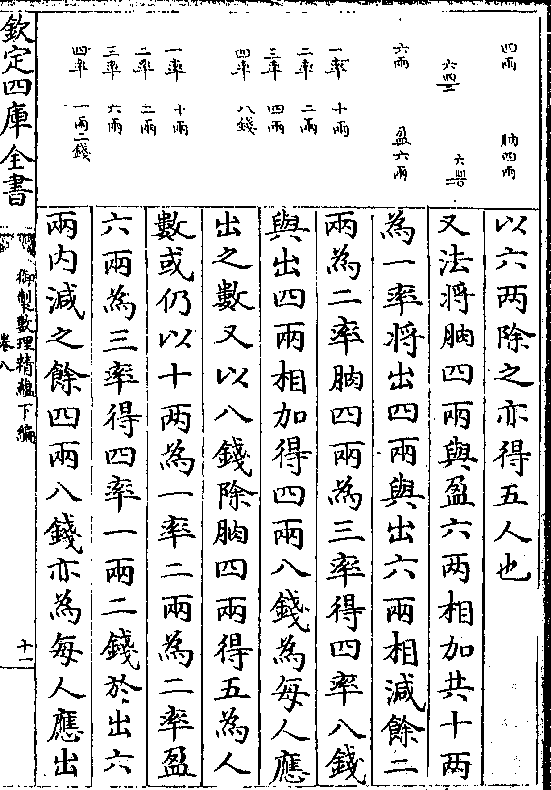 四兩　朒四兩
六四三　六四二
六兩　盈六兩
一率　十兩
二率　二兩
三率　四兩
四率　八錢
一率　十兩
二率　二兩
三率　六兩
四率　一兩二錢
以六兩除之亦得五人也
又法將朒四兩與盈六兩相加共十兩
為一率將出四兩與出六兩相減餘二
兩為二率朒四兩為三率得四率八錢
與出四兩相加得四兩八錢為每人應
出之數又以八錢除朒四兩得五為人
數或仍以十兩為一率二兩為二率盈
六兩為三率得四率一兩二錢於出六
兩內減之餘四兩八錢亦為每人應出
欽定四庫全書
御製數理精蘊下編
卷八
十一